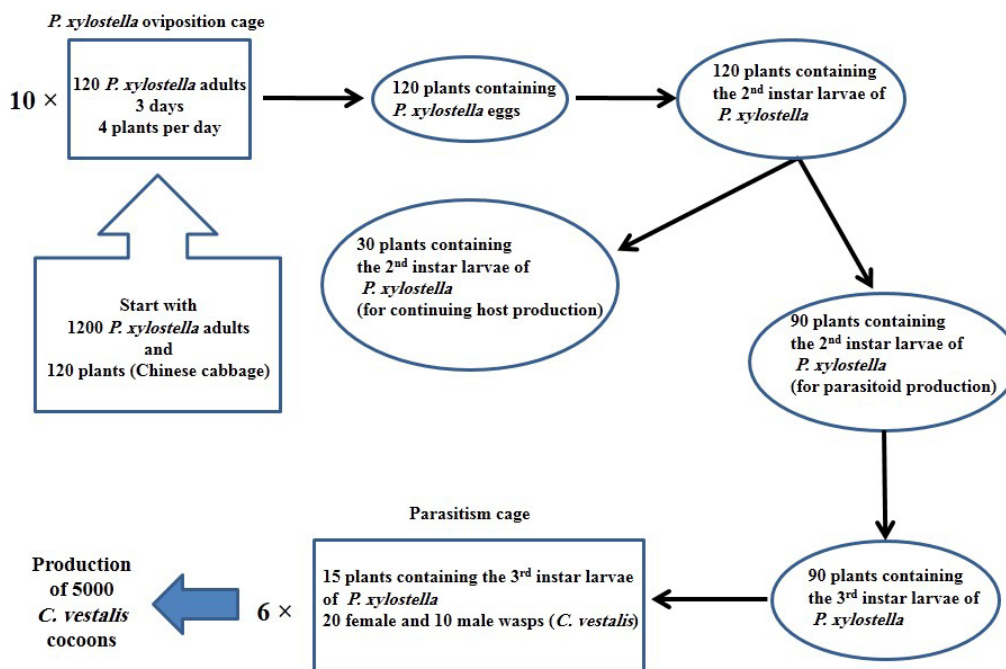 P. xylostella oviposition cage
10 ×
120 P. xylostella adults
3 days
4 plants per day
120 plants containing
P. xylostella eggs
120 plants containing
the 2nd instar larvae of
P. xylostella
Start with
1200 P. xylostella adults
and
120 plants (Chinese cabbage)
30 plants containing
the 2nd instar larvae of
P. xylostella
(for continuing host production)
90 plants containing
the 2nd instar larvae of
P. xylostella
(for parasitoid production)
90 plants containing
the 3rd instar larvae of
P. xylostella
Parasitism cage
15 plants containing the 3rd instar larvae
of P. xylostella
20 female and 10 male wasps (C. vestalis)
6 ×
Production
of 5000
C. vestalis
cocoons